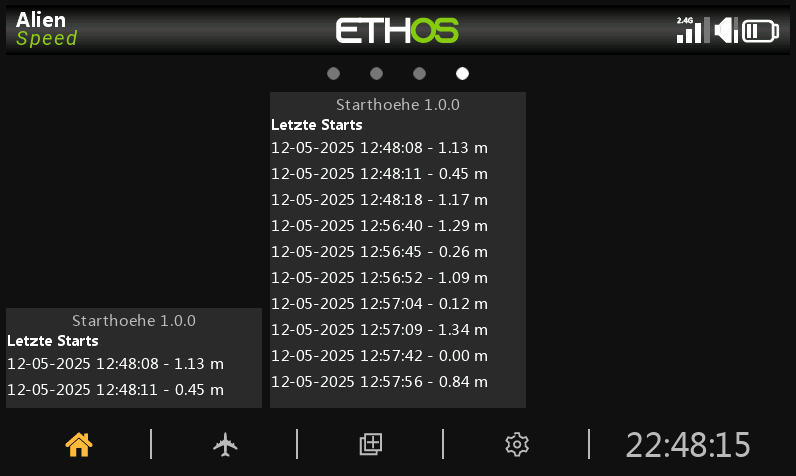 Alien
Speed
ETHOS
2.4G
Starthoehe 1.0.0
Letzte Starts
12-05-2025 12:48:08 - 1.13 m
12-05-2025 12:48:11 - 0.45 m
12-05-2025 12:48:18 - 1.17 m
12-05-2025 12:56:40 - 1.29 m
12-05-2025 12:56:45 - 0.26 m
12-05-2025 12:56:52 - 1.09 m
12-05-2025 12:57:04 - 0.12 m
12-05-2025 12:57:09 - 1.34 m
12-05-2025 12:57:42 - 0.00 m
12-05-2025 12:57:56 - 0.84 m
Starthoehe 1.0.0
Letzte Starts
12-05-2025 12:48:08 - 1.13 m
12-05-2025 12:48:11 - 0.45 m
22:48:15